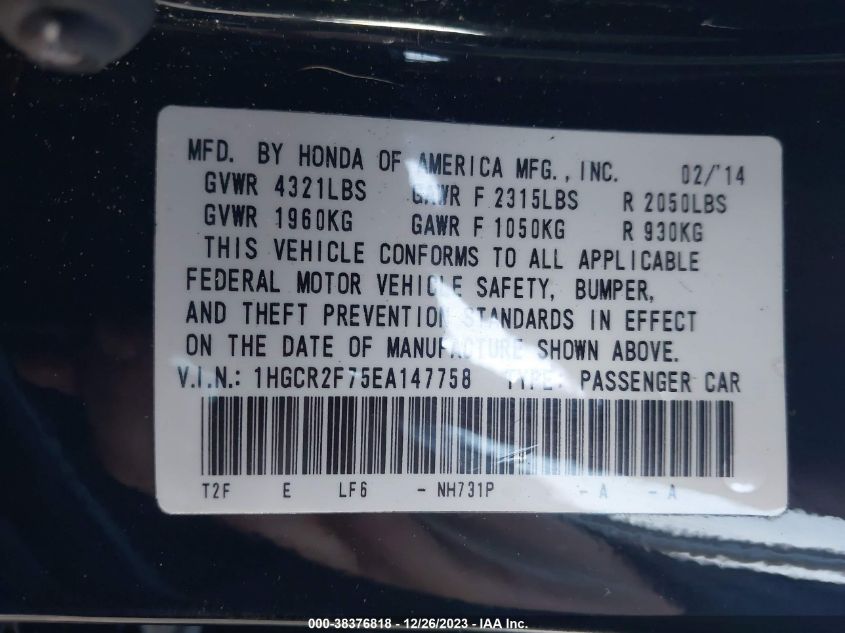 MFD. BY HONDA OF AMERICA MFG., INC. 02/'14
GVWR 4321LBS GAWR F 2315LBS R 2050LBS
GVWR 1960KG GAWR F 1050KG R 930KG
THIS VEHICLE CONFORMS TO ALL APPLICABLE
FEDERAL MOTOR VEHICLE SAFETY, BUMPER,
AND THEFT PREVENTION STANDARDS IN EFFECT
ON THE DATE OF MANUFACTURE SHOWN ABOVE.
V.I.N.: 1HGCR2F75EA147758 TYPE: PASSENGER CAR
T2F E LF6 - NH731P - A - A
000-38376818 - 12/26/2023 - IAA Inc.